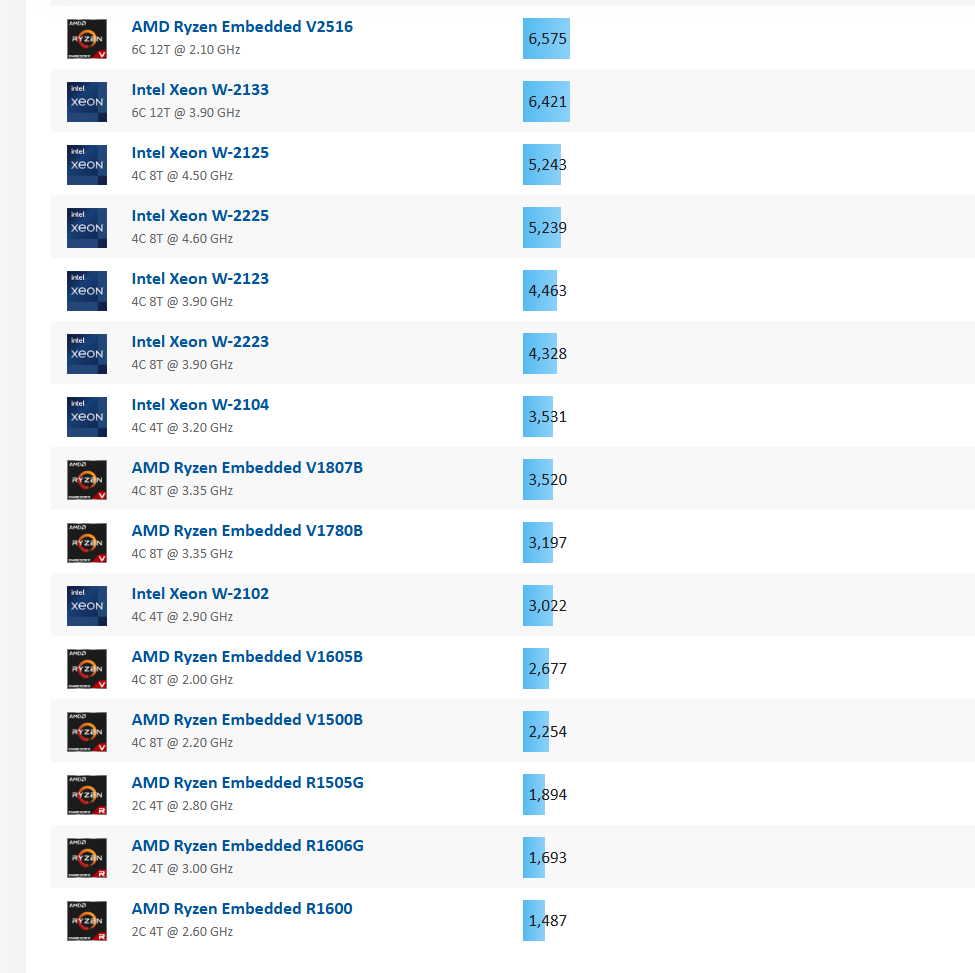 AMD Ryzen Embedded V2516
6C 12T @ 2.10 GHz
6,575
Intel Xeon W-2133
6C 12T @ 3.90 GHz
6,421
Intel Xeon W-2125
4C 8T @ 4.50 GHz
5,243
Intel Xeon W-2225
4C 8T @ 4.60 GHz
5,239
Intel Xeon W-2123
4C 8T @ 3.90 GHz
4,463
Intel Xeon W-2223
4C 8T @ 3.90 GHz
4,328
Intel Xeon W-2104
4C 4T @ 3.20 GHz
3,531
AMD Ryzen Embedded V1807B
4C 8T @ 3.35 GHz
3,520
AMD Ryzen Embedded V1780B
4C 8T @ 3.35 GHz
3,197
Intel Xeon W-2102
4C 4T @ 2.90 GHz
3,022
AMD Ryzen Embedded V1605B
4C 8T @ 2.00 GHz
2,677
AMD Ryzen Embedded V1500B
4C 8T @ 2.20 GHz
2,254
AMD Ryzen Embedded R1505G
2C 4T @ 2.80 GHz
1,894
AMD Ryzen Embedded R1606G
2C 4T @ 3.00 GHz
1,693
AMD Ryzen Embedded R1600
2C 4T @ 2.60 GHz
1,487